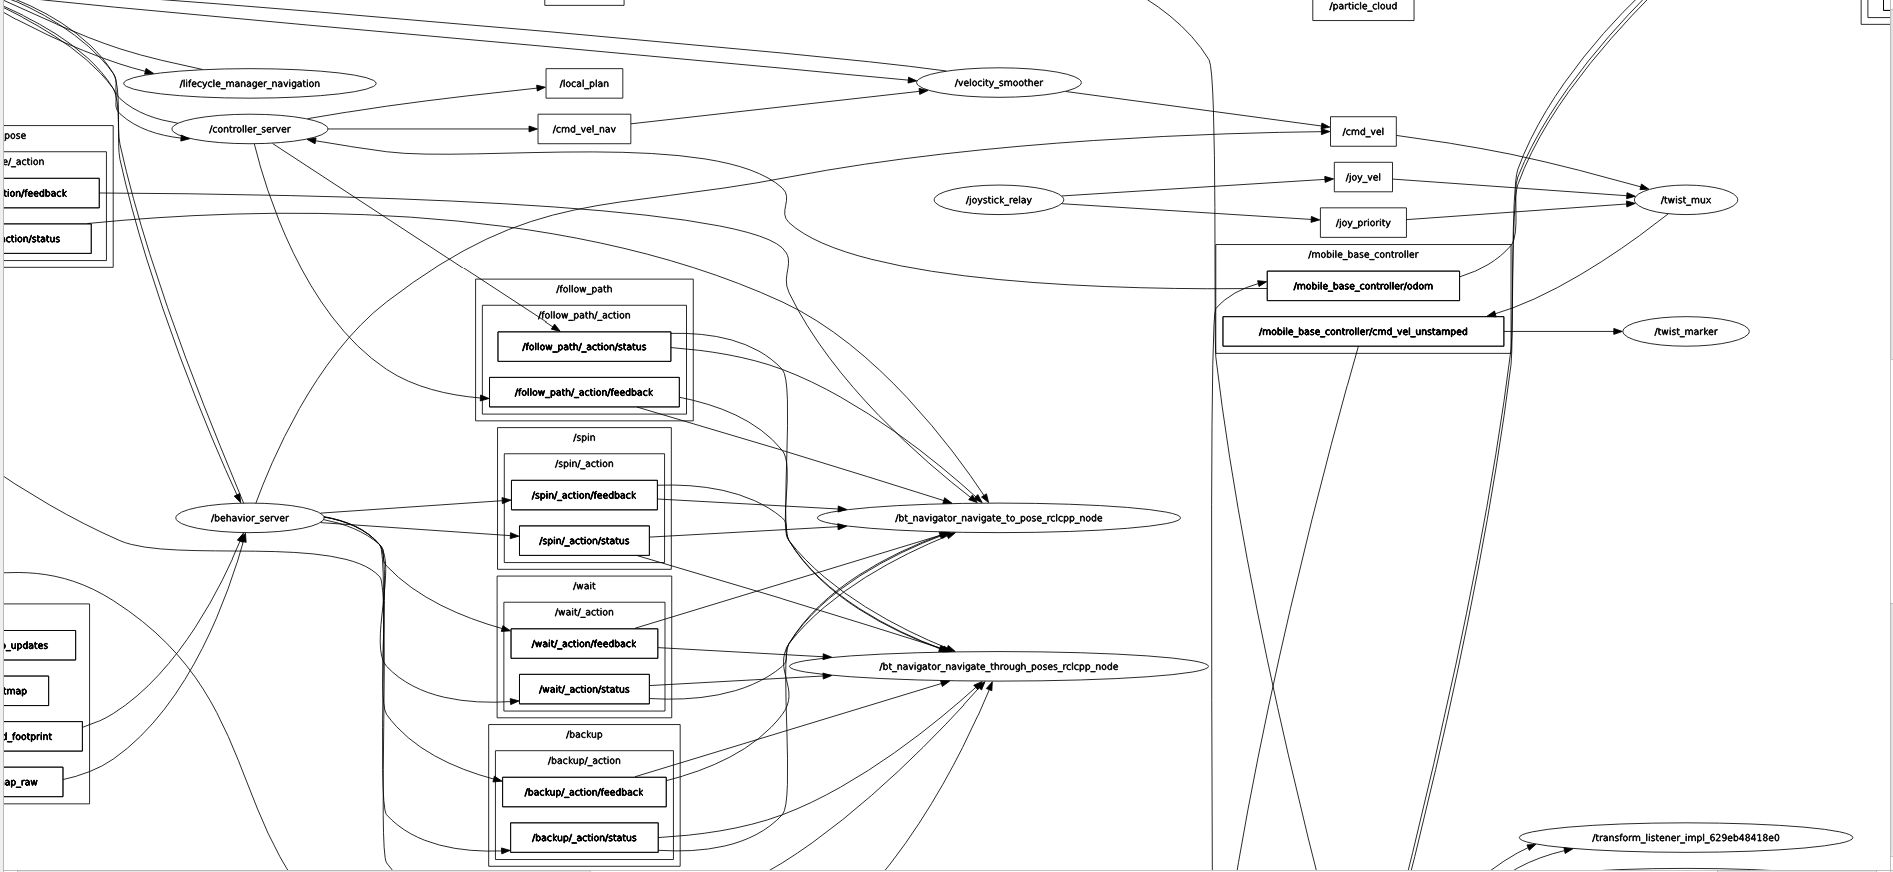 /particle_cloud
/lifecycle_manager_navigation
/local_plan
/velocity_smoother
/controller_server
/cmd_vel_nav
/cmd_vel
pose
e/_action
/joy_vel
tion/feedback
/joystick_relay
/twist_mux
/joy_priority
action/status
/mobile_base_controller
/mobile_base_controller/odom
/follow_path
/follow_path/_action
/mobile_base_controller/cmd_vel_unstamped
/twist_marker
/follow_path/_action/status
/follow_path/_action/feedback
/spin
/spin/_action
/spin/_action/feedback
/behavior_server
/bt_navigator_navigate_to_pose_rclcpp_node
/spin/_action/status
/wait
/wait/_action
/wait/_action/feedback
_updates
/bt_navigator_navigate_through_poses_rclcpp_node
/wait/_action/status
tmap
/backup
d_footprint
/backup/_action
ap_raw
/backup/_action/feedback
/backup/_action/status
/transform_listener_impl_629eb48418e0